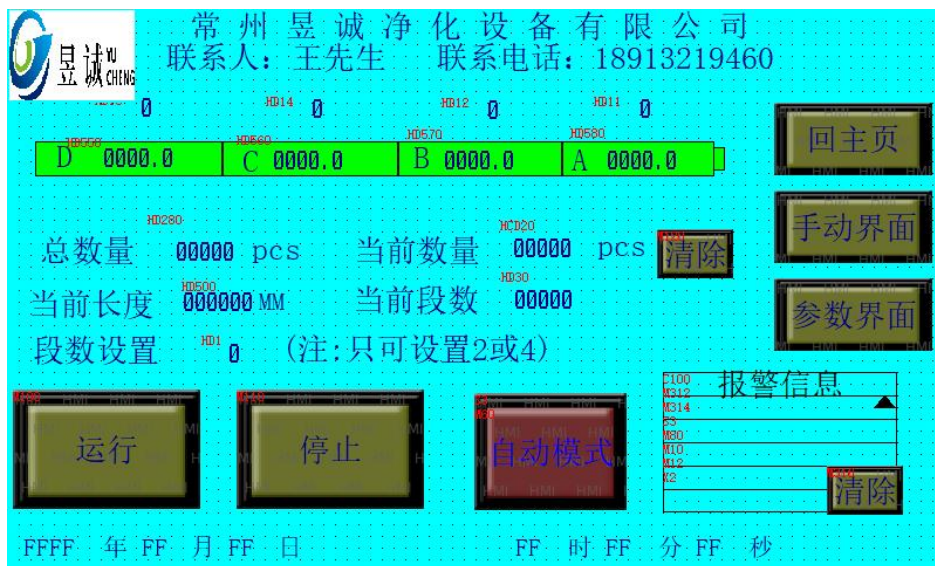 常州昱诚净化设备有限公司
昱诚 YU CHENG
联系人：王先生 联系电话：18913219460
0 HD14 0 HD12 0 HD11 0
HD560 HD570 HD580
D 0000.0 C 0000.0 B 0000.0 A 0000.0
回主页
手动界面
参数界面
HD280 HCD20
总数量 00000 pcs 当前数量 00000 pcs 清除
HD500 HD30
当前长度 000000 MM 当前段数 00000
段数设置 HD1 0 (注:只可设置2或4)
运行
停止
自动模式
报警信息
C100
M312
M314
S3
M80
M10
M12
X2
清除
FFFF 年 FF 月 FF 日 FF 时 FF 分 FF 秒